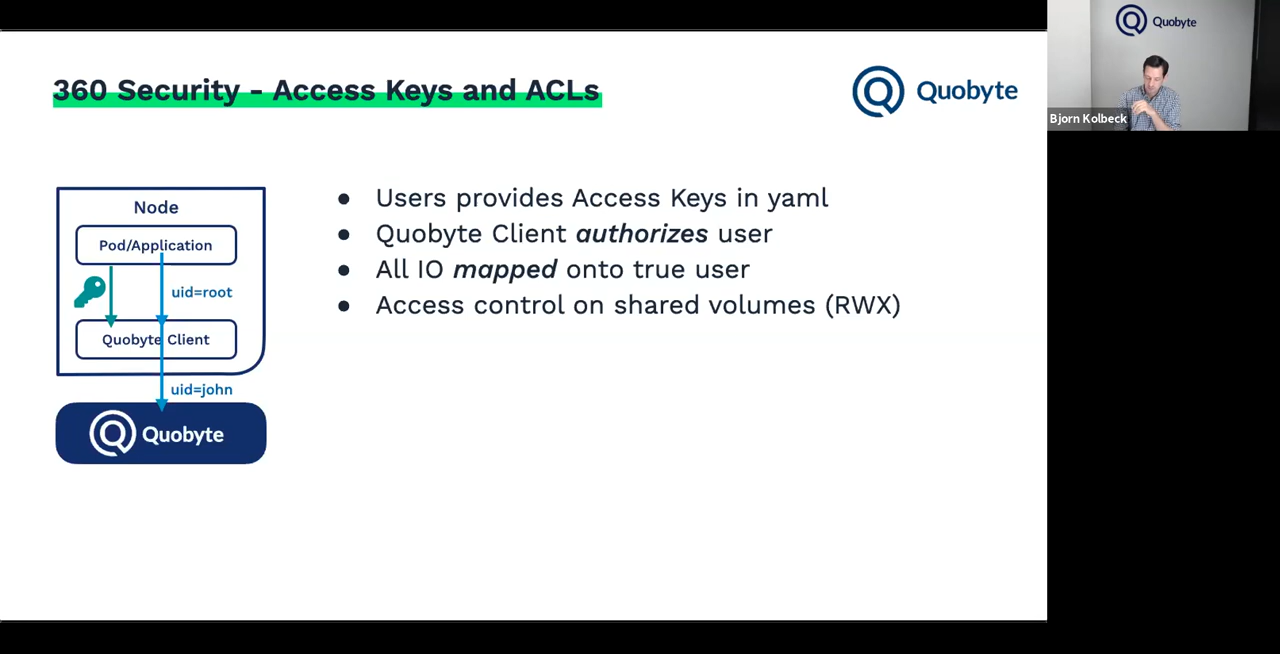 360 Security - Access Keys and ACLs
Quobyte
Quobyte
Bjorn Kolbeck
Node
Pod/Application
uid=root
Quobyte Client
uid=john
Quobyte
Users provides Access Keys in yaml
Quobyte Client authorizes user
All IO mapped onto true user
Access control on shared volumes (RWX)